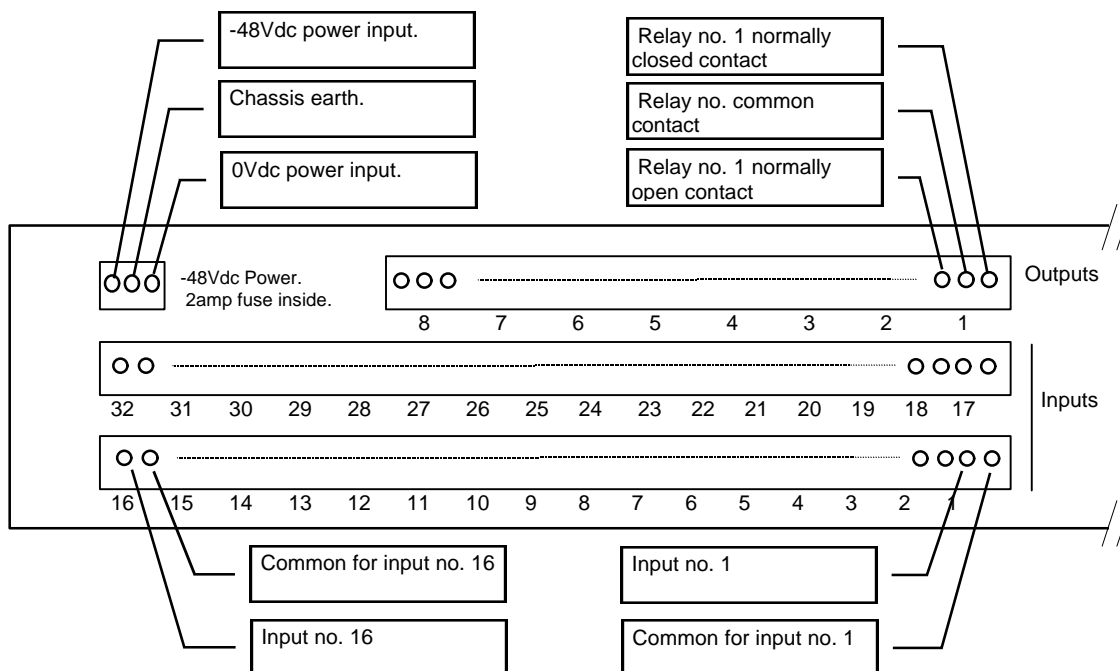 -48Vdc power input.
Chassis earth.
0Vdc power input.
Relay no. 1 normally
closed contact
Relay no. common
contact
Relay no. 1 normally
open contact
-48Vdc Power.
2amp fuse inside.
Outputs
8 7 6 5 4 3 2 1
32 31 30 29 28 27 26 25 24 23 22 21 20 19 18 17
Inputs
16 15 14 13 12 11 10 9 8 7 6 5 4 3 2 1
Common for input no. 16
Input no. 1
Input no. 16
Common for input no. 1